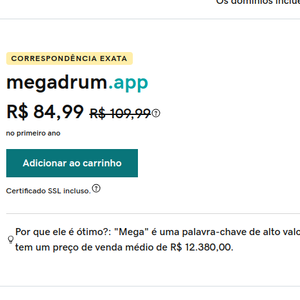 Os domínios inclue
CORRESPONDÊNCIA EXATA
megadrum.app
R$ 84,99 R$ 109,99
no primeiro ano
Adicionar ao carrinho
Certificado SSL incluso.
Por que ele é ótimo?: "Mega" é uma palavra-chave de alto valo
tem um preço de venda médio de R$ 12.380,00.